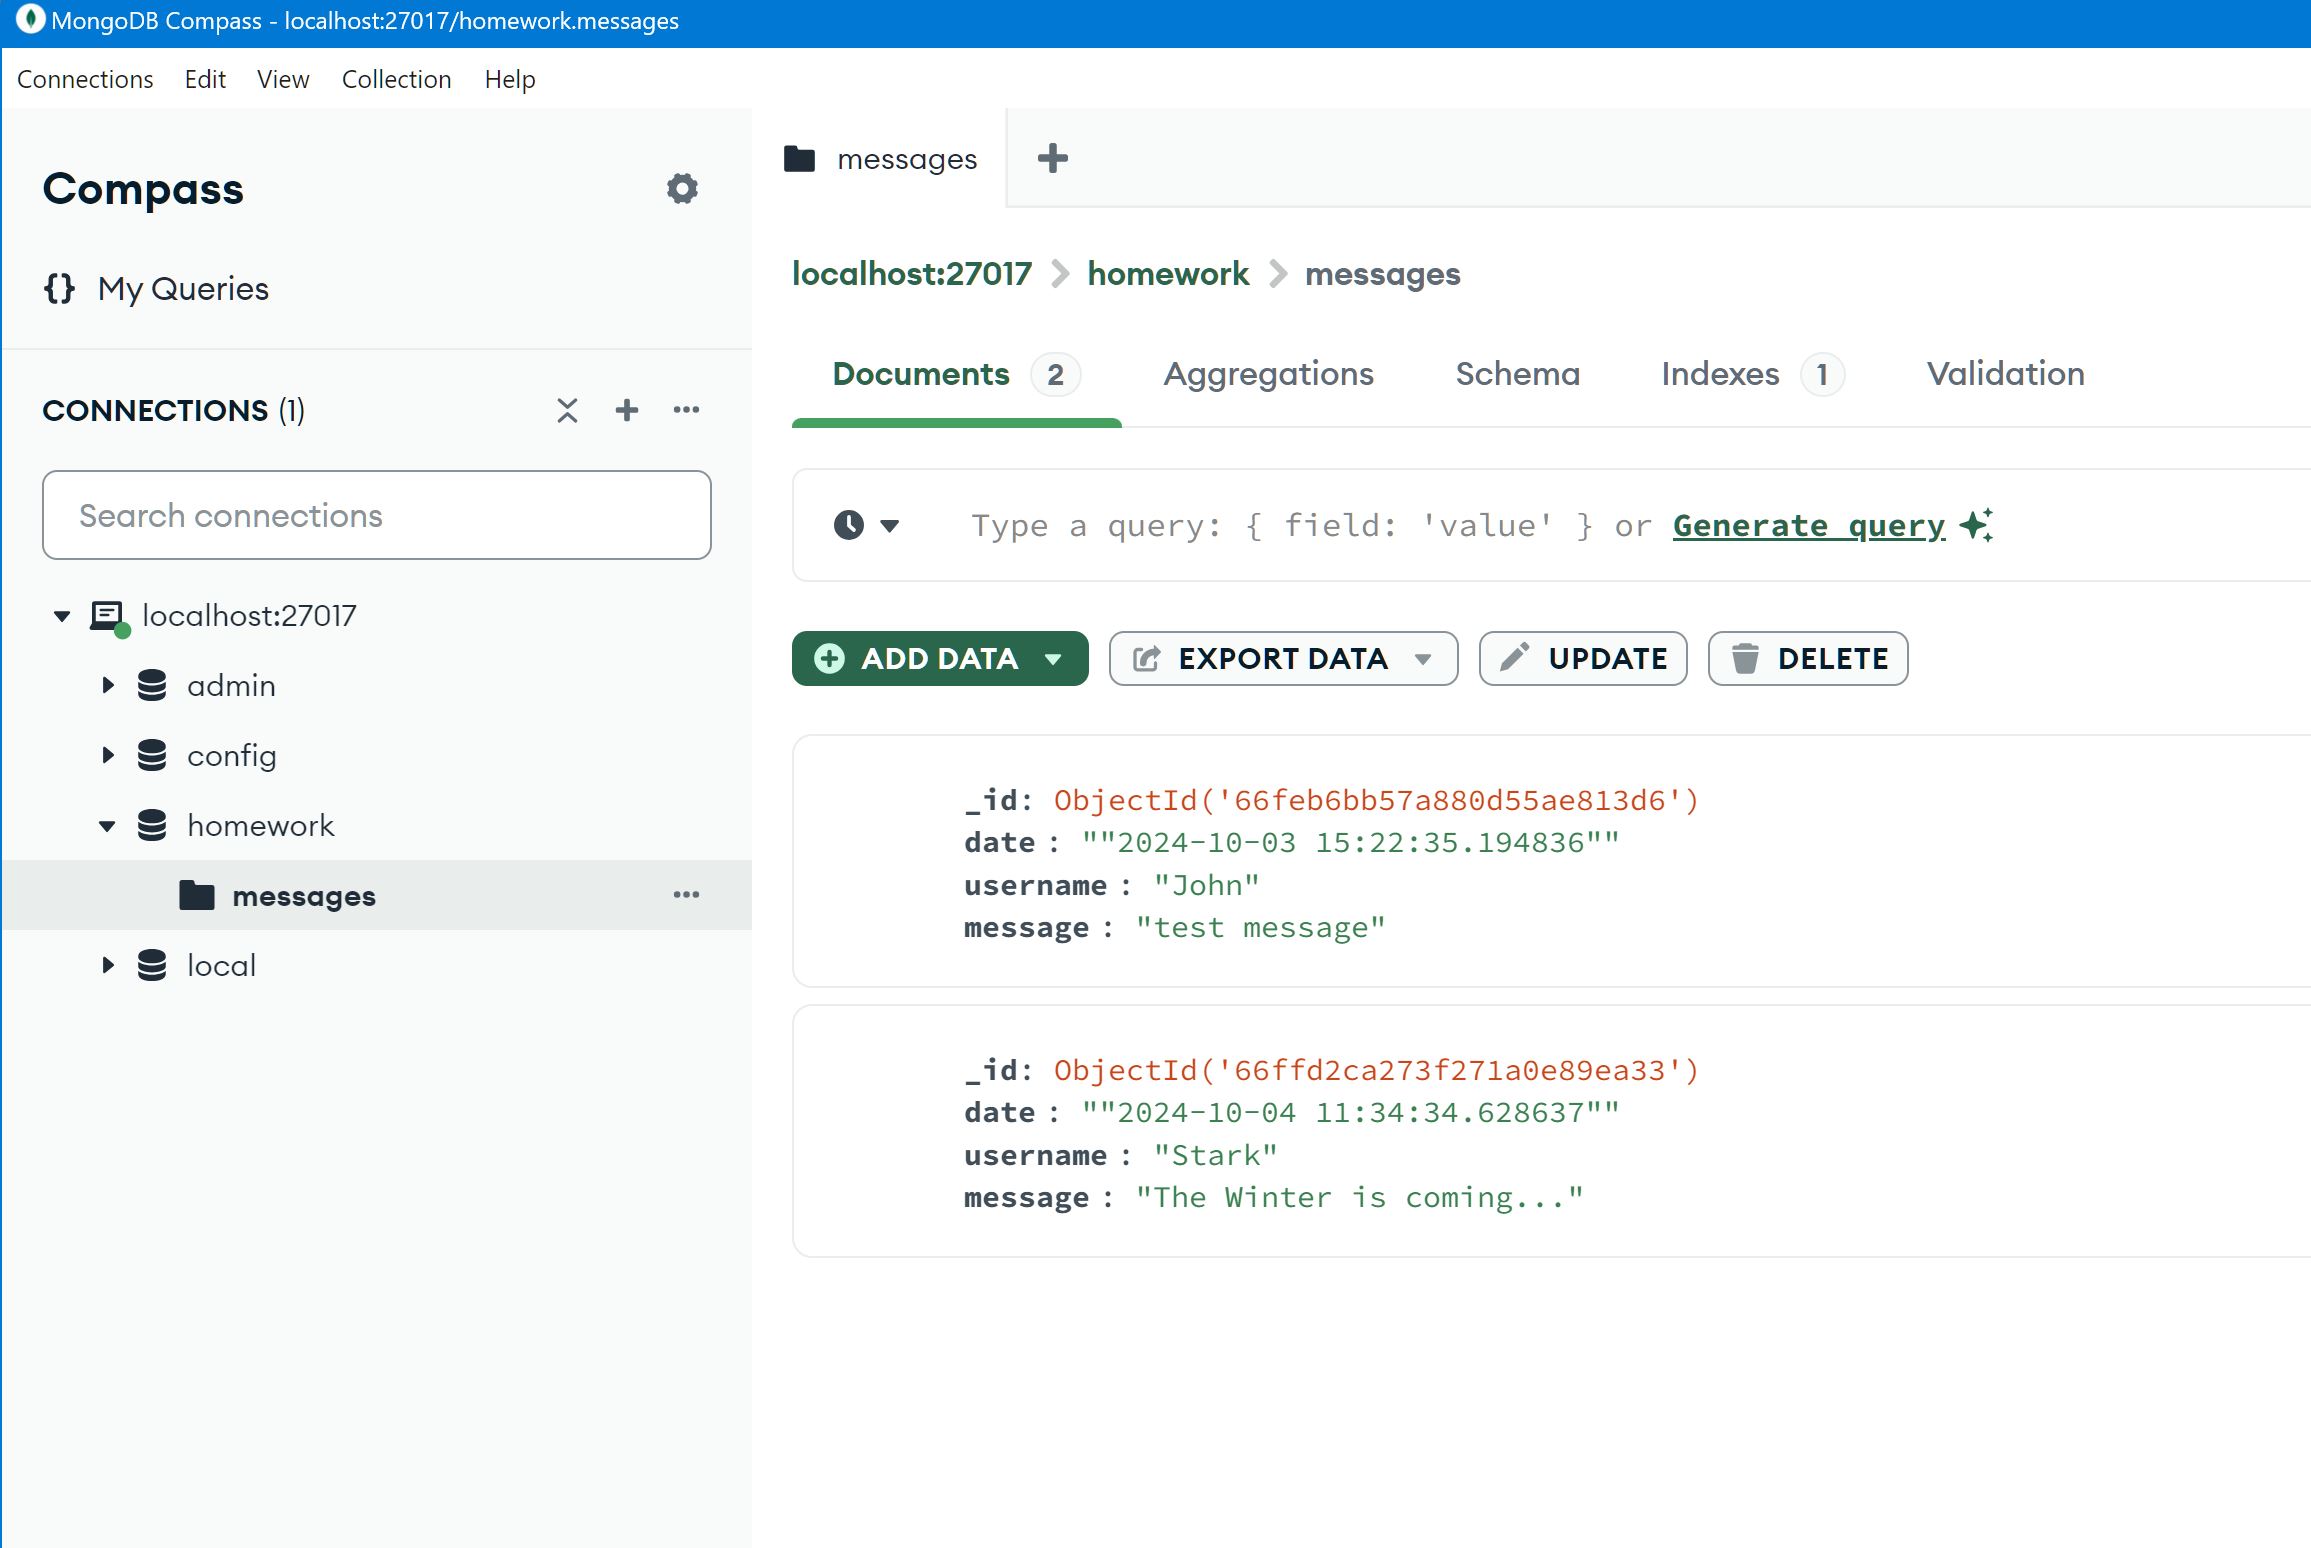 MongoDB Compass - localhost:27017/homework.messages
Connections Edit View Collection Help
Compass
{} My Queries
CONNECTIONS (1)
Search connections
localhost:27017
admin
config
homework
messages
local
messages
localhost:27017 > homework > messages
Documents 2 Aggregations Schema Indexes 1 Validation
Type a query: { field: 'value' } or Generate query
ADD DATA EXPORT DATA UPDATE DELETE
_id: ObjectId('66feb6bb57a880d55ae813d6')
date : ""2024-10-03 15:22:35.194836""
username : "John"
message : "test message"
_id: ObjectId('66ffd2ca273f271a0e89ea33')
date : ""2024-10-04 11:34:34.628637""
username : "Stark"
message : "The Winter is coming..."